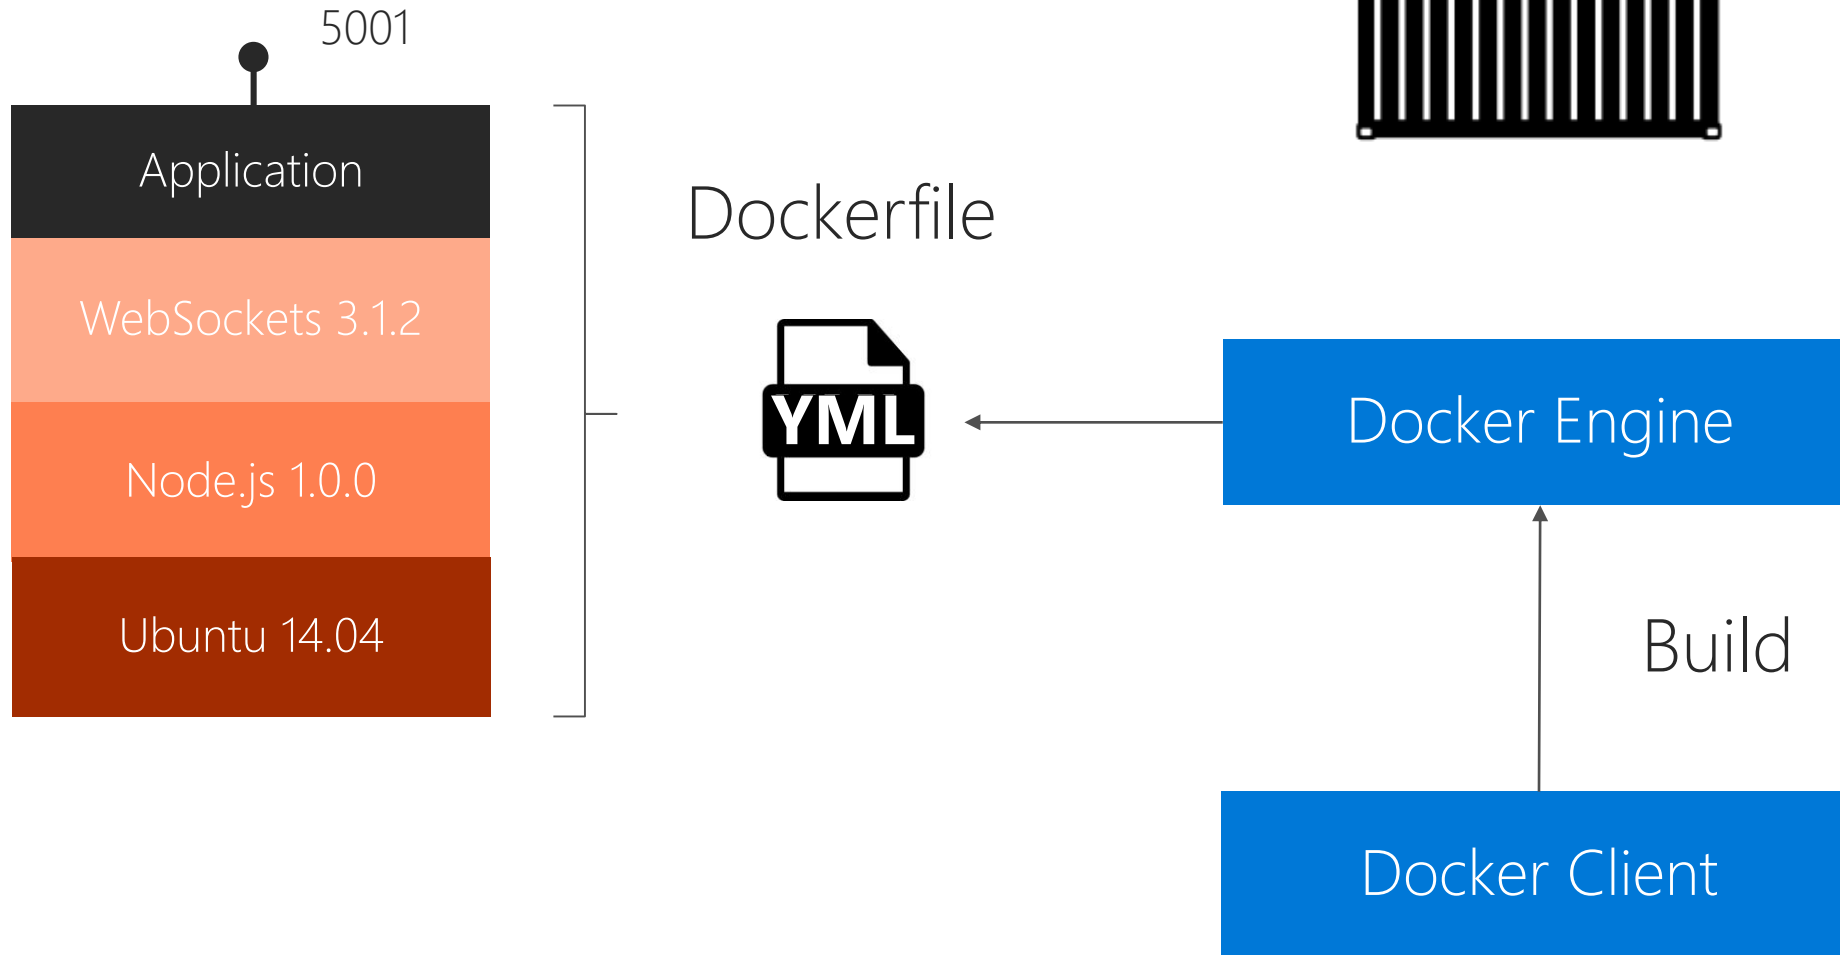 5001
Application
WebSockets 3.1.2
Node.js 1.0.0
Ubuntu 14.04
Dockerfile
YML
Docker Engine
Build
Docker Client